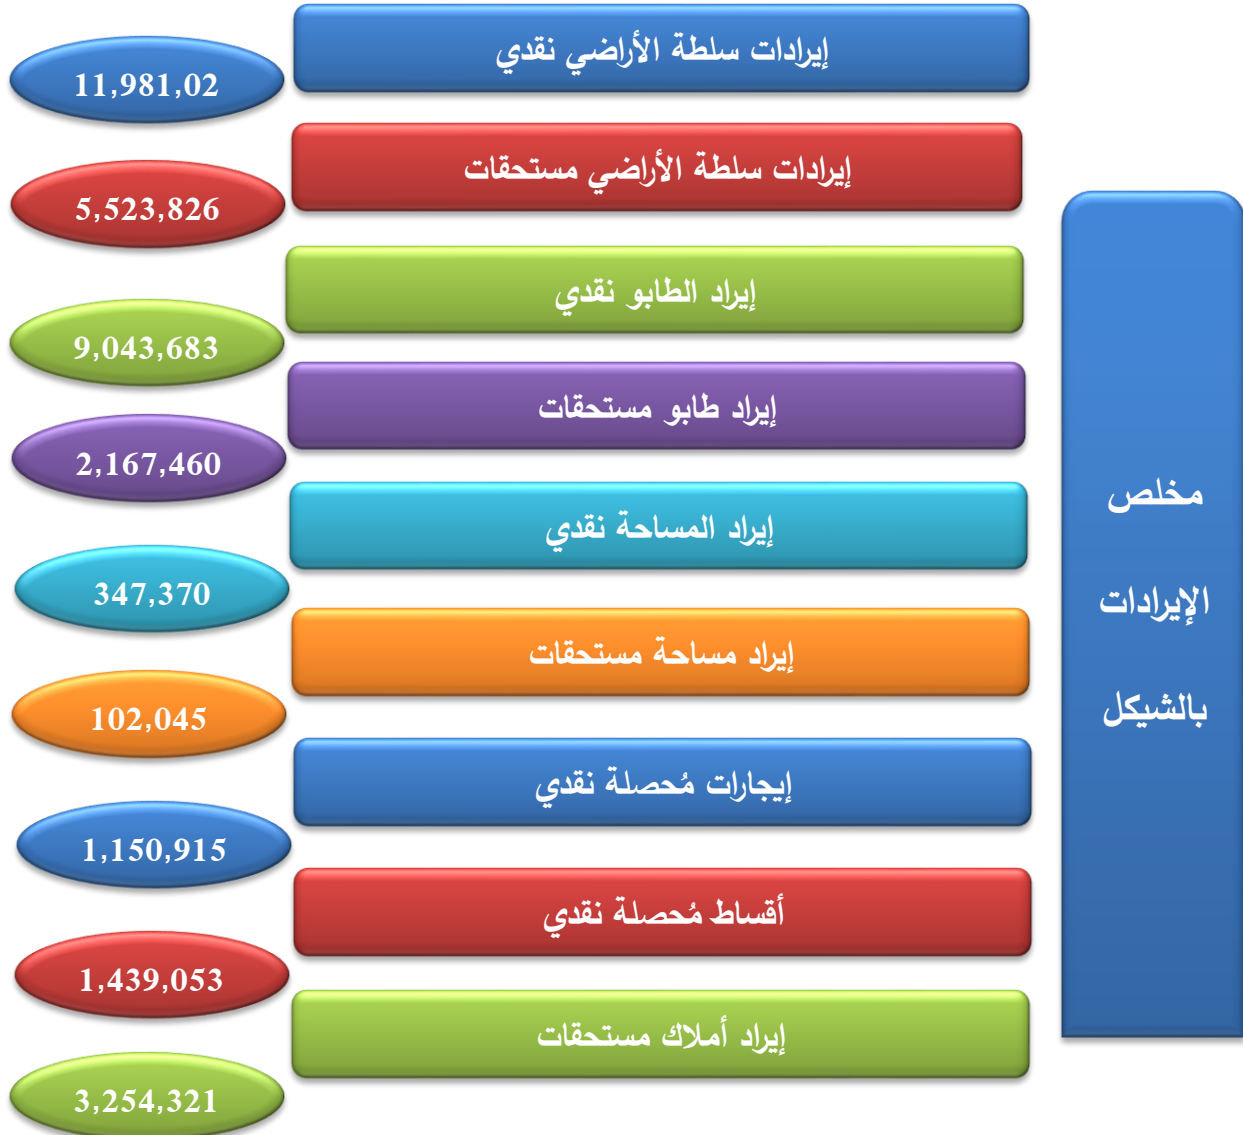 مخلص
الإيرادات
بالشيكل
إيرادات سلطة الأراضي نقدي
11,981,02
إيرادات سلطة الأراضي مستحقات
5,523,826
إيراد الطابو نقدي
9,043,683
إيراد طابو مستحقات
2,167,460
إيراد المساحة نقدي
347,370
إيراد مساحة مستحقات
102,045
إيجارات مُحصلة نقدي
1,150,915
أقساط مُحصلة نقدي
1,439,053
إيراد أملاك مستحقات
3,254,321